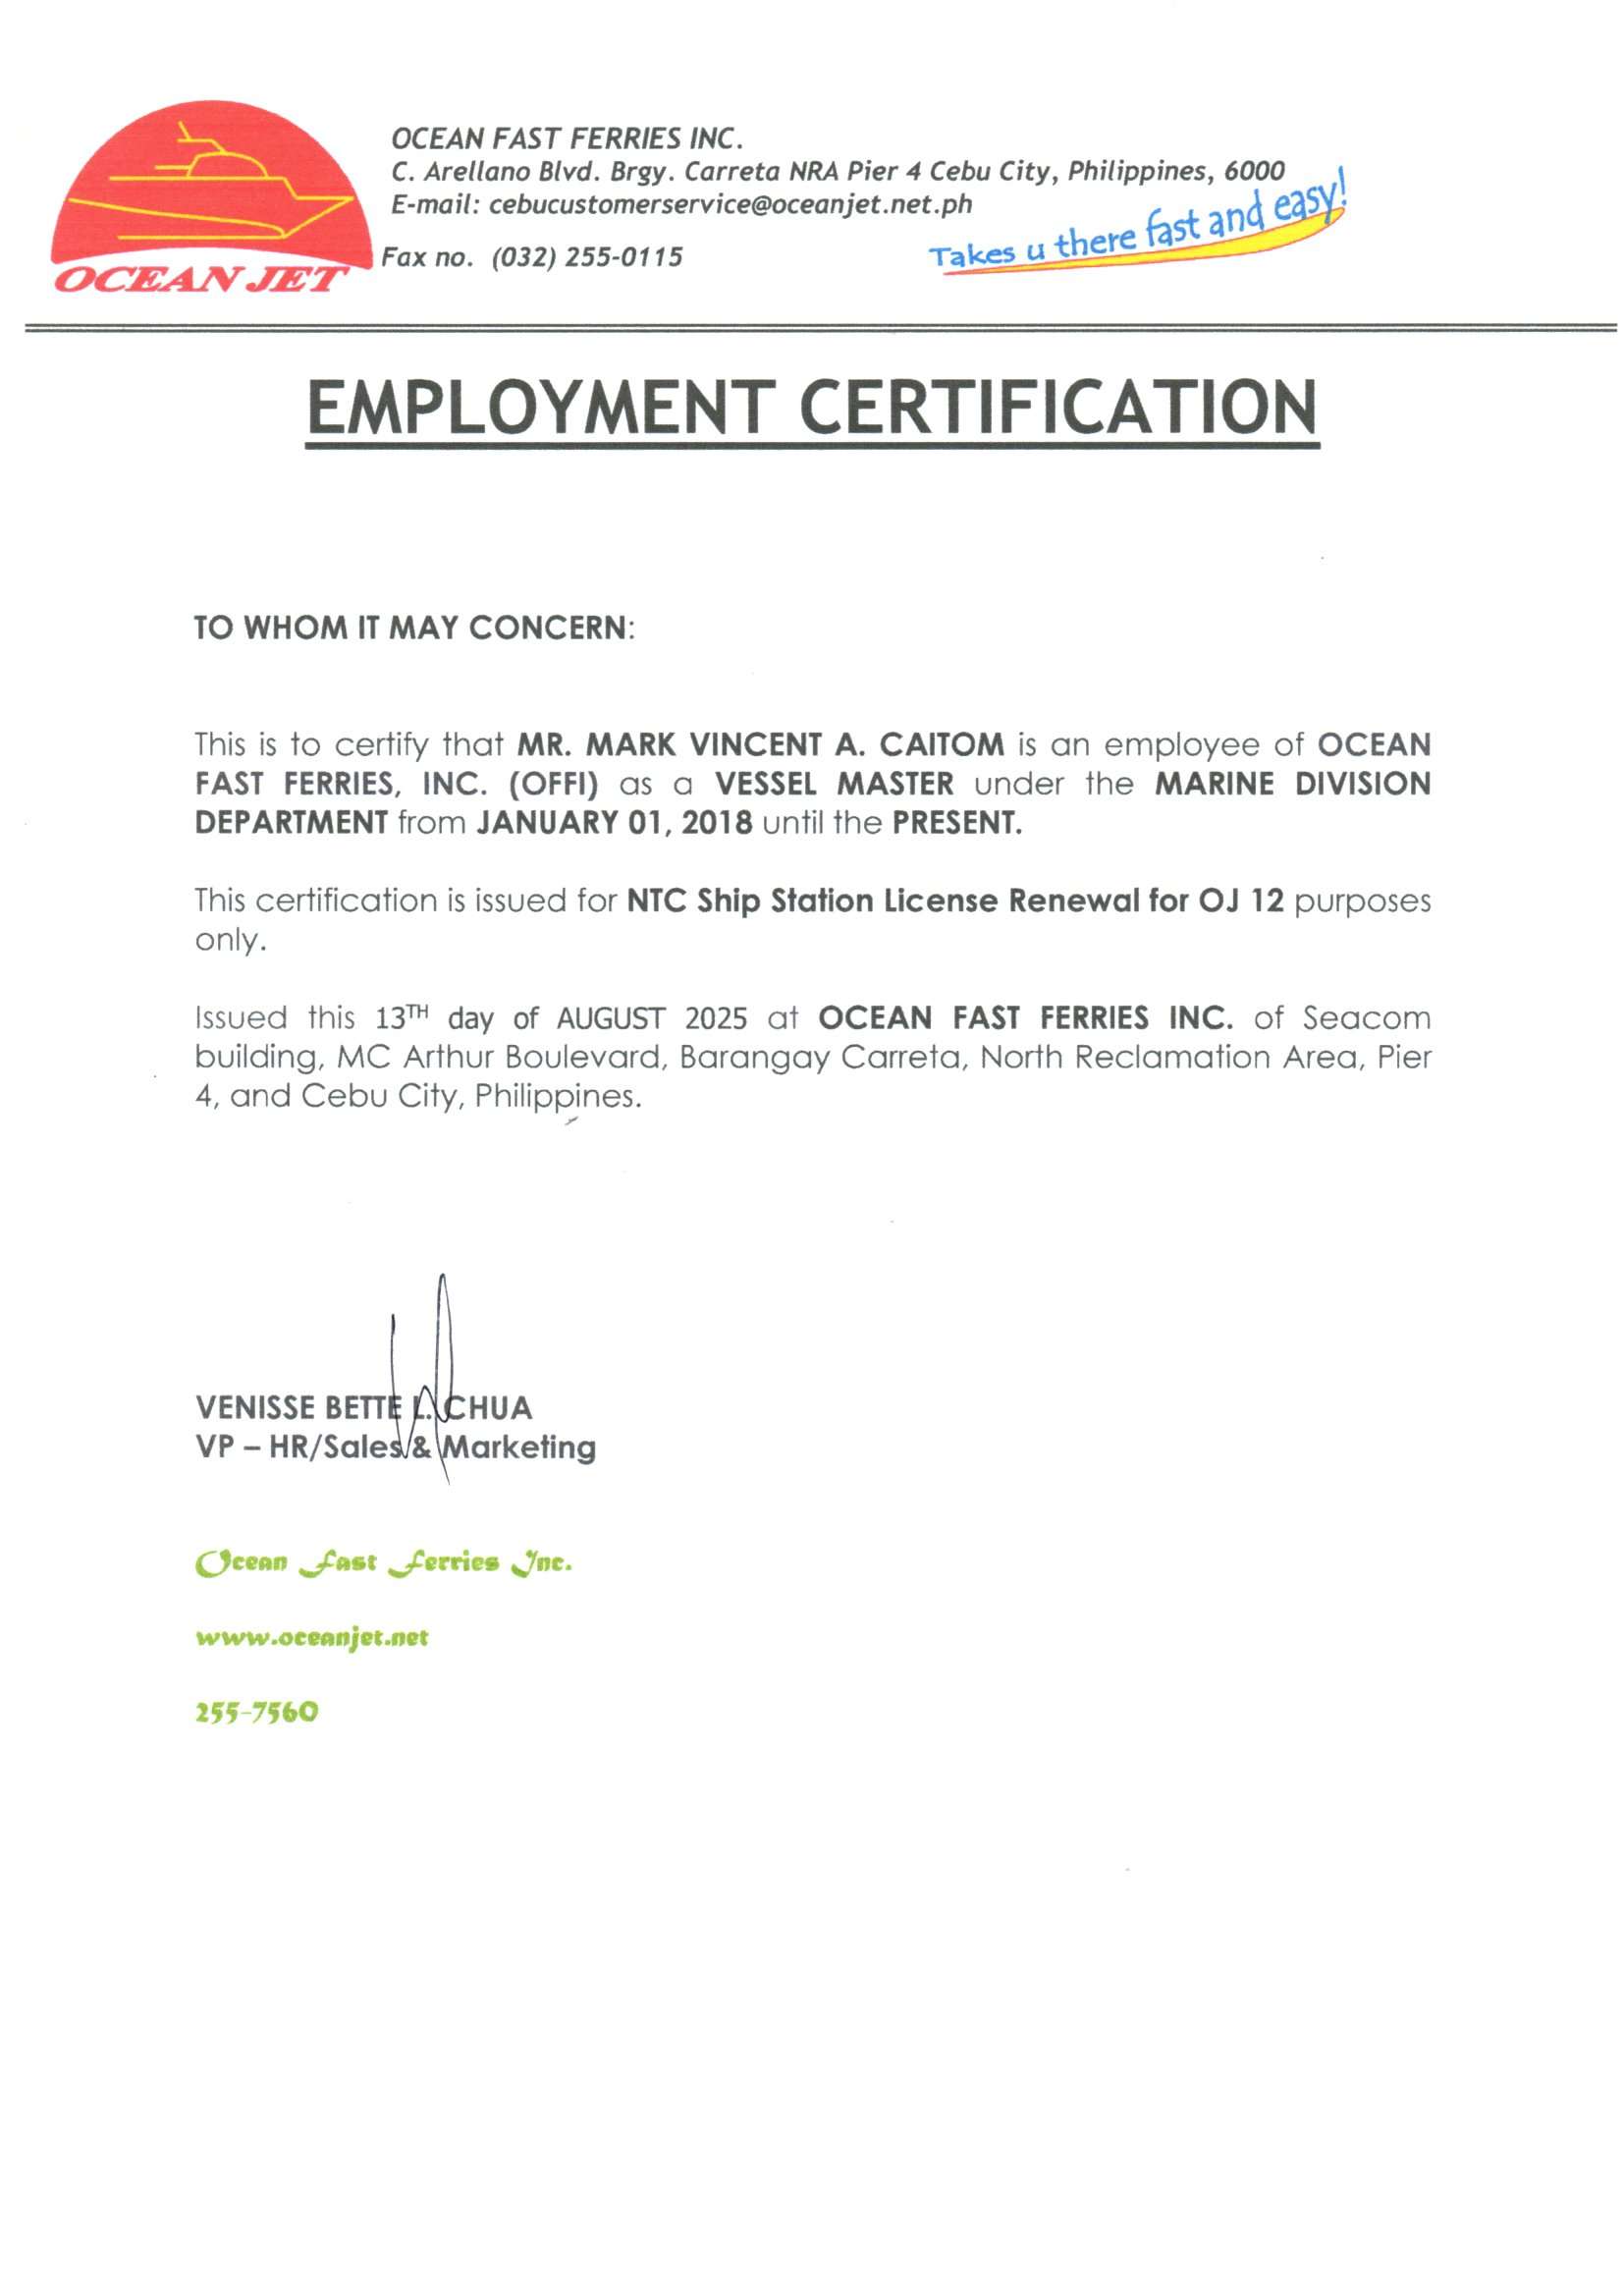 OCEAN JET
OCEAN FAST FERRIES INC.
C. Arellano Blvd. Brgy. Carreta NRA Pier 4 Cebu City, Philippines, 6000
E-mail: cebucustomerservice@oceanjet.net.ph
Fax no. (032) 255-0115
Takes u there fast and easy!
EMPLOYMENT CERTIFICATION
TO WHOM IT MAY CONCERN:
This is to certify that MR. MARK VINCENT A. CAITOM is an employee of OCEAN
FAST FERRIES, INC. (OFFI) as a VESSEL MASTER under the MARINE DIVISION
DEPARTMENT from JANUARY 01, 2018 until the PRESENT.
This certification is issued for NTC Ship Station License Renewal for OJ 12 purposes
only.
Issued this 13TH day of AUGUST 2025 at OCEAN FAST FERRIES INC. of Seacom
building, MC Arthur Boulevard, Barangay Carreta, North Reclamation Area, Pier
4, and Cebu City, Philippines.
VENISSE BETTE L. CHUA
VP – HR/Sales & Marketing
Ocean Fast Ferries Inc.
www.oceanjet.net
255-7560